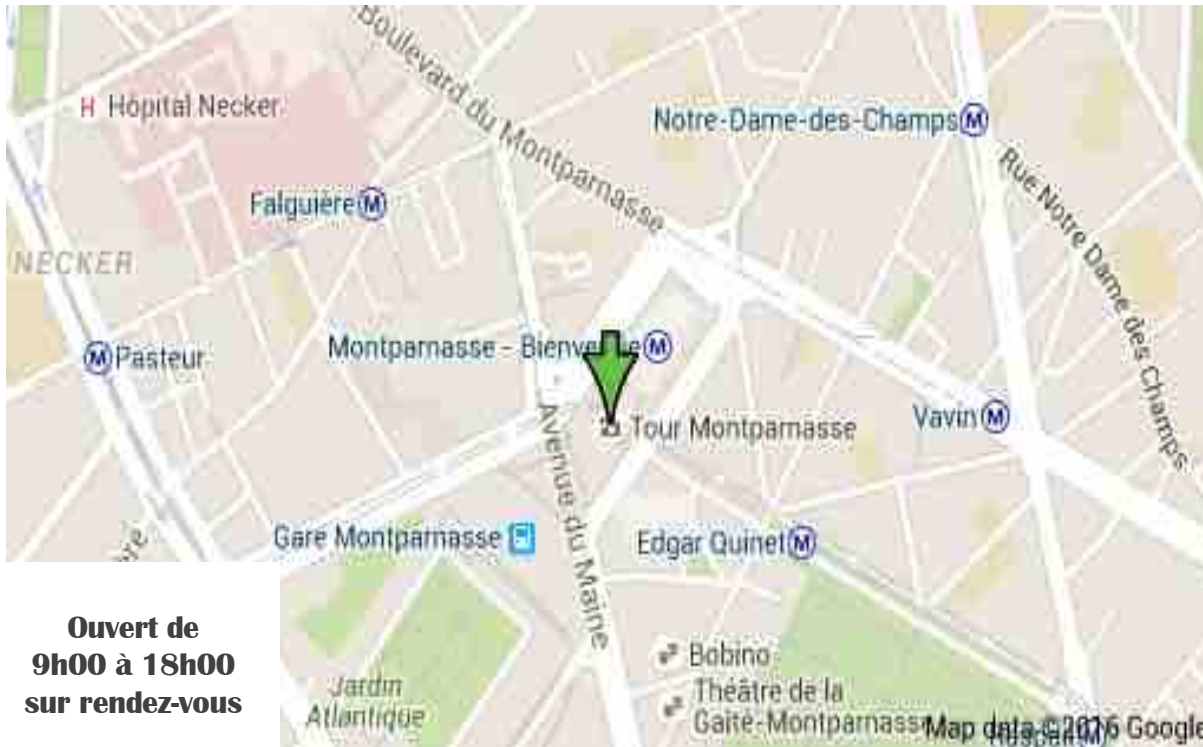 Boulevard du Montparnasse
H Hôpital Necker
Notre-Dame-des-Champs M
Rue Notre Dame des Champs
Falguière M
NECKER
M Pasteur
Montparnasse - M
Tour Montparnasse
Vavin M
Avenue du Maine
Gare Montparnasse
Edgar Quinet M
Ouvert de
9h00 à 18h00
sur rendez-vous
Bobino
Jardin
Atlantique
Théâtre de la
Gaîté-Montparnasse
Map data ©2016 Google